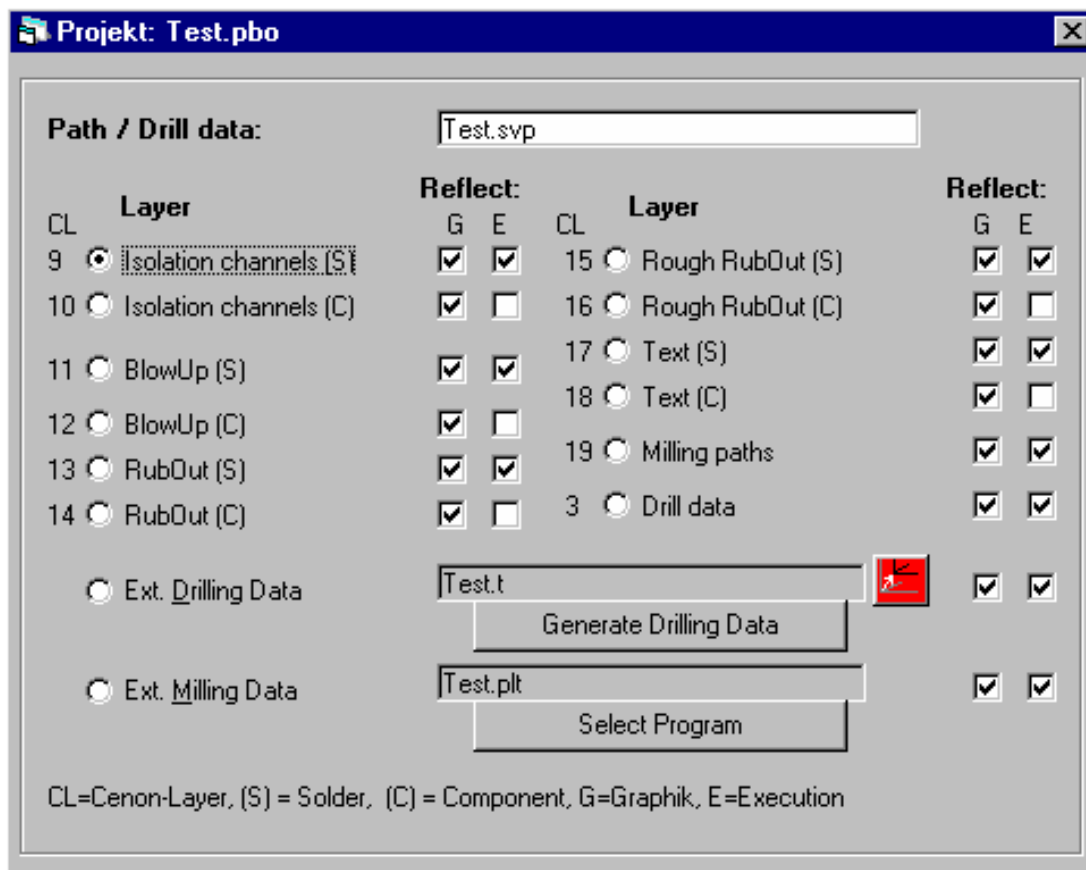 Projekt: Test.pbo
Path / Drill data: Test.svp
Reflect: Reflect:
Layer Layer
CL G E CL G E
9 Isolation channels (S) 15 Rough RubOut (S)
10 Isolation channels (C) 16 Rough RubOut (C)
17 Text (S)
11 BlowUp (S)
18 Text (C)
12 BlowUp (C)
19 Milling paths
13 RubOut (S)
3 Drill data
14 RubOut (C)
Ext. Drilling Data Test.t
Generate Drilling Data
Ext. Milling Data Test.plt
Select Program
CL=Cenon-Layer, (S) = Solder, (C) = Component, G=Graphik, E=Execution